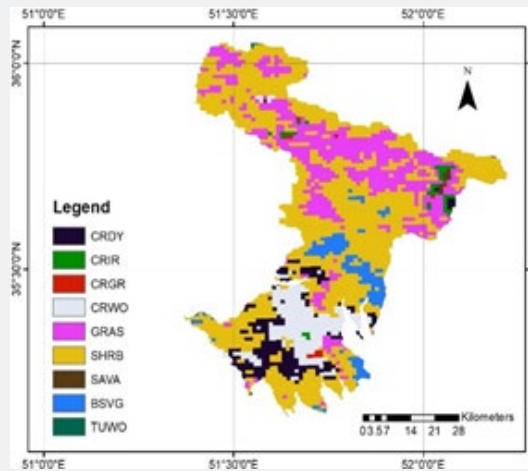 51°0'0"E 51°30'0"E 52°0'0"E
36°0'0"N
N
Legend
CRDY
CRIR
CRGR
CRWO
GRAS
SHRB
SAVA
BSVG
TUWO
35°30'0"N
Kilometers
03.57 14 21 28
51°0'0"E 51°30'0"E 52°0'0"E